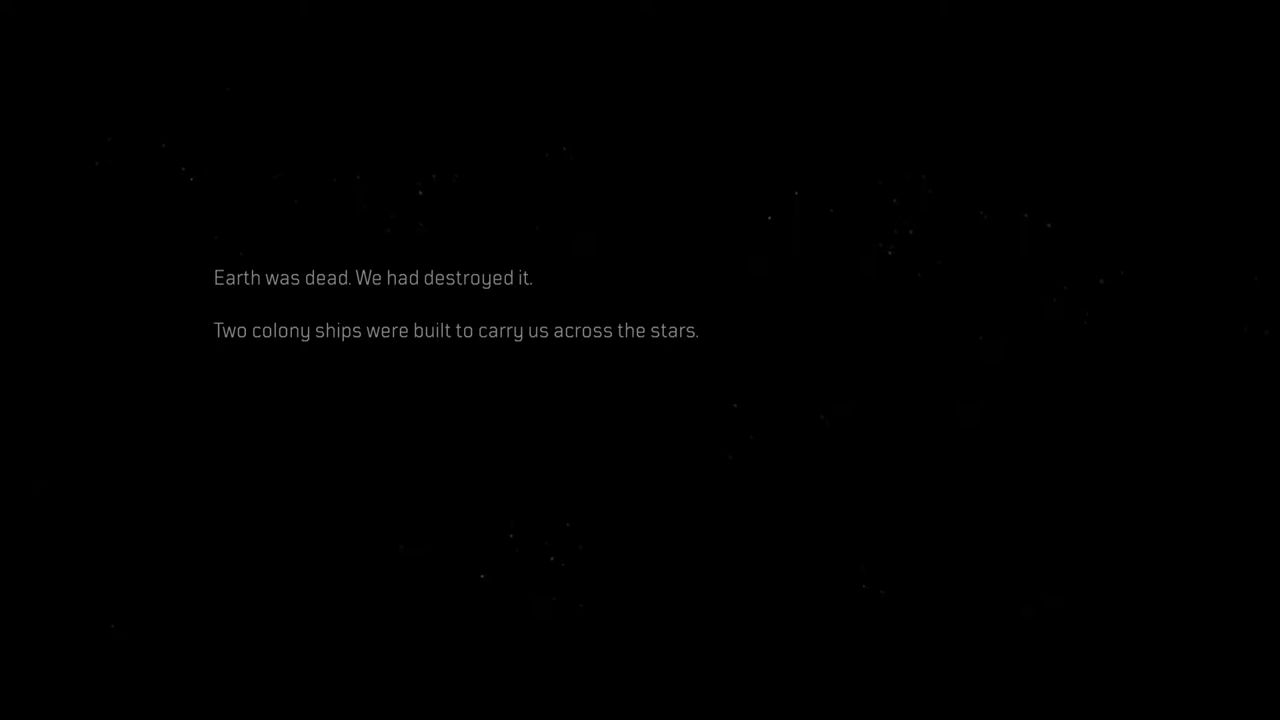 Earth was dead. We had destroyed it.
Two colony ships were built to carry us across the stars.